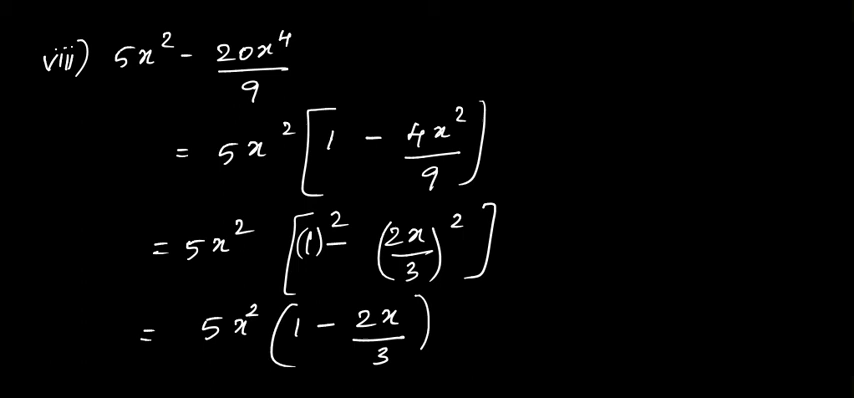 viii) 5x² - 20x⁴/9
= 5x² [1 - 4x²/9]
= 5x² [(1)² - (2x/3)²]
= 5x² (1 - 2x/3)